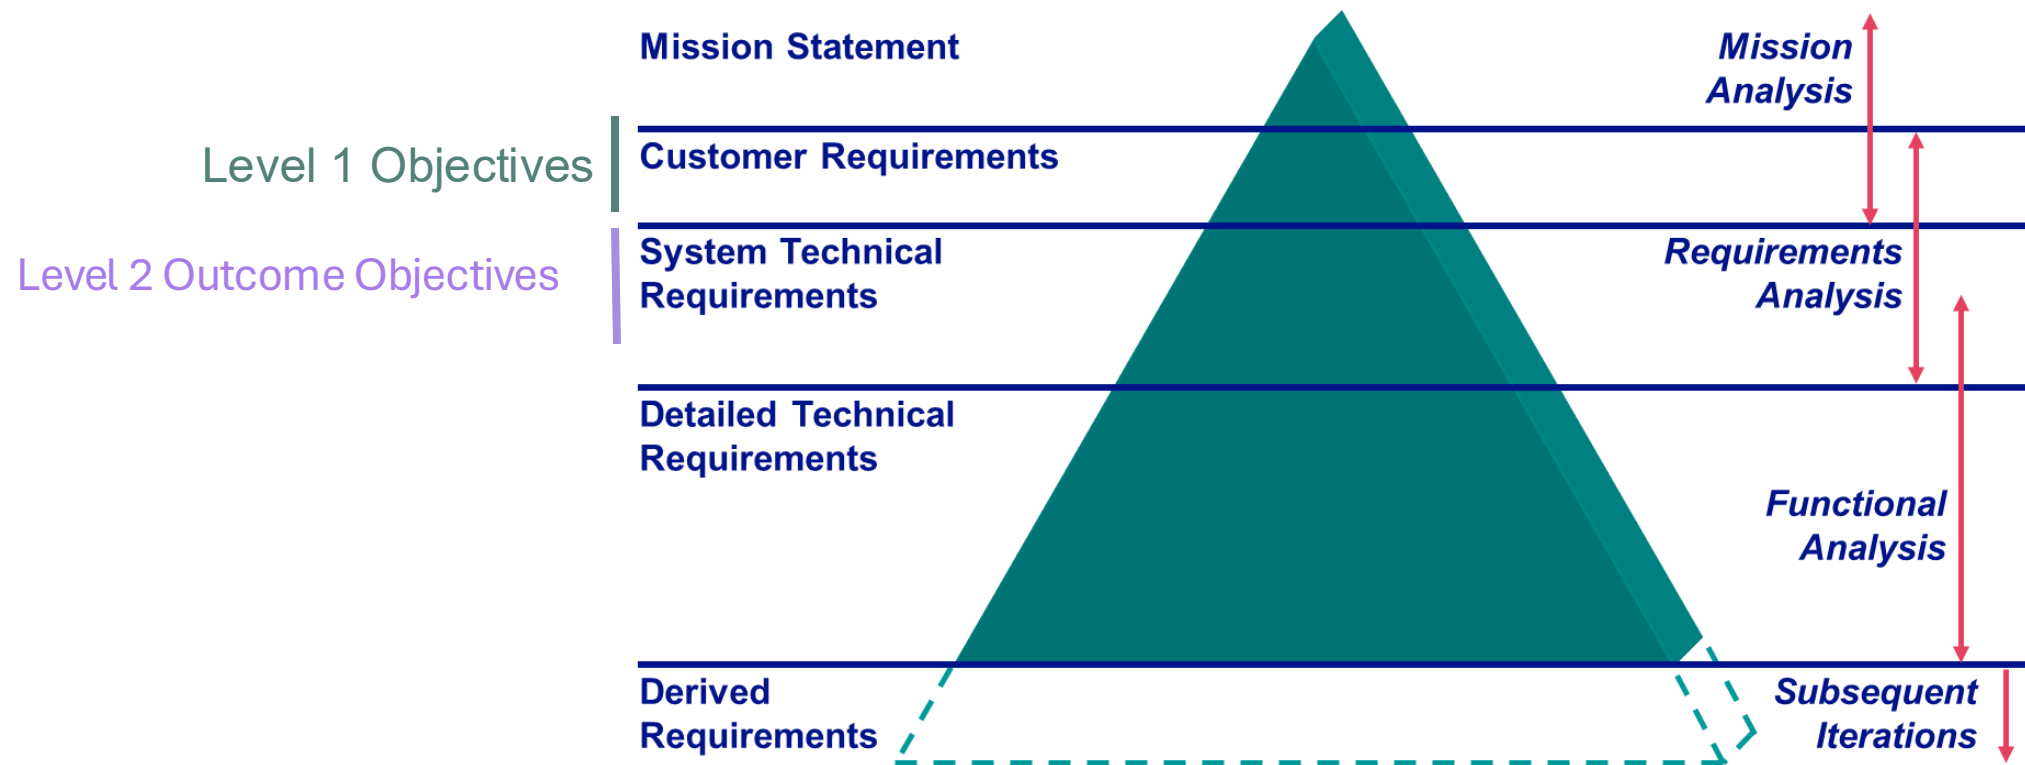 Mission Statement
Mission
Analysis
Level 1 Objectives
Customer Requirements
Level 2 Outcome Objectives
System Technical
Requirements
Requirements
Analysis
Detailed Technical
Requirements
Functional
Analysis
Derived
Requirements
Subsequent
Iterations